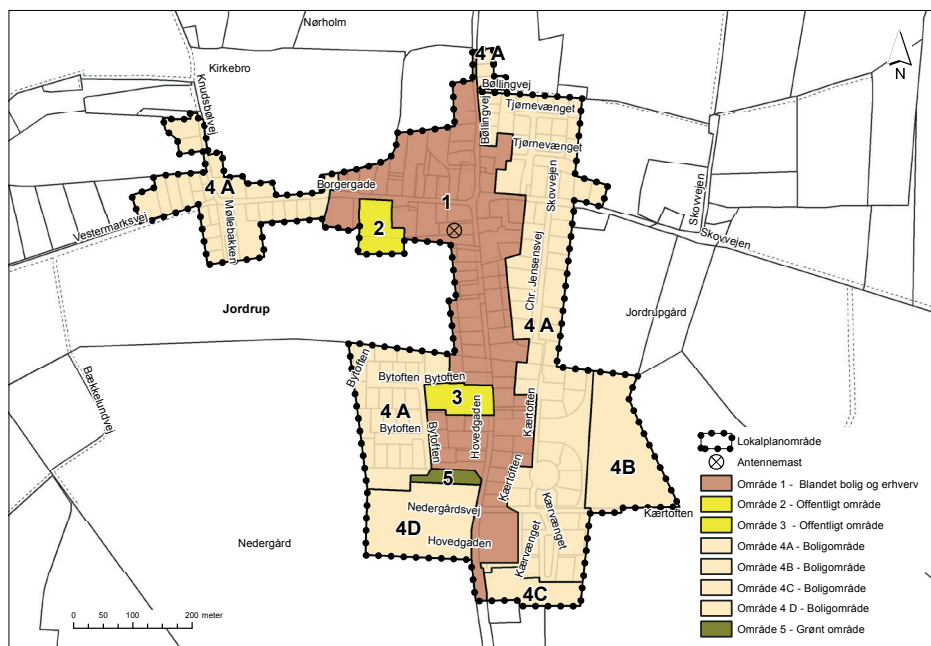 Nørholm
Kirkebro
4 A
N
Bøllingvej
Tjørnevænget
Knudsbølvej
Bøllingvej
Tjørnevænget
4 A
Borgergade
1
Skovvejen
Skovvejen
Møllebakken
Vestermarksvej
2
Skovvejen
Chr. Jensensvej
Jordrup
Jordrupgård
4 A
Bytoften
Bytoften
Bytoften
Bækkelundvej
3
4 A
Hovedgaden
Kærtoften
Bytoften
Bytoften
4B
5
Kærtoften
Nedergårdsvej
Kærtoften
4D
Hovedgaden
Kærvænget
Nedergård
Kærvænget
4C
0 50 100 200 meter
Lokalplanområde
Antennemast
Område 1 - Blandet bolig og erhverv
Område 2 - Offentligt område
Område 3 - Offentligt område
Område 4A - Boligområde
Område 4B - Boligområde
Område 4C - Boligområde
Område 4 D - Boligområde
Område 5 - Grønt område